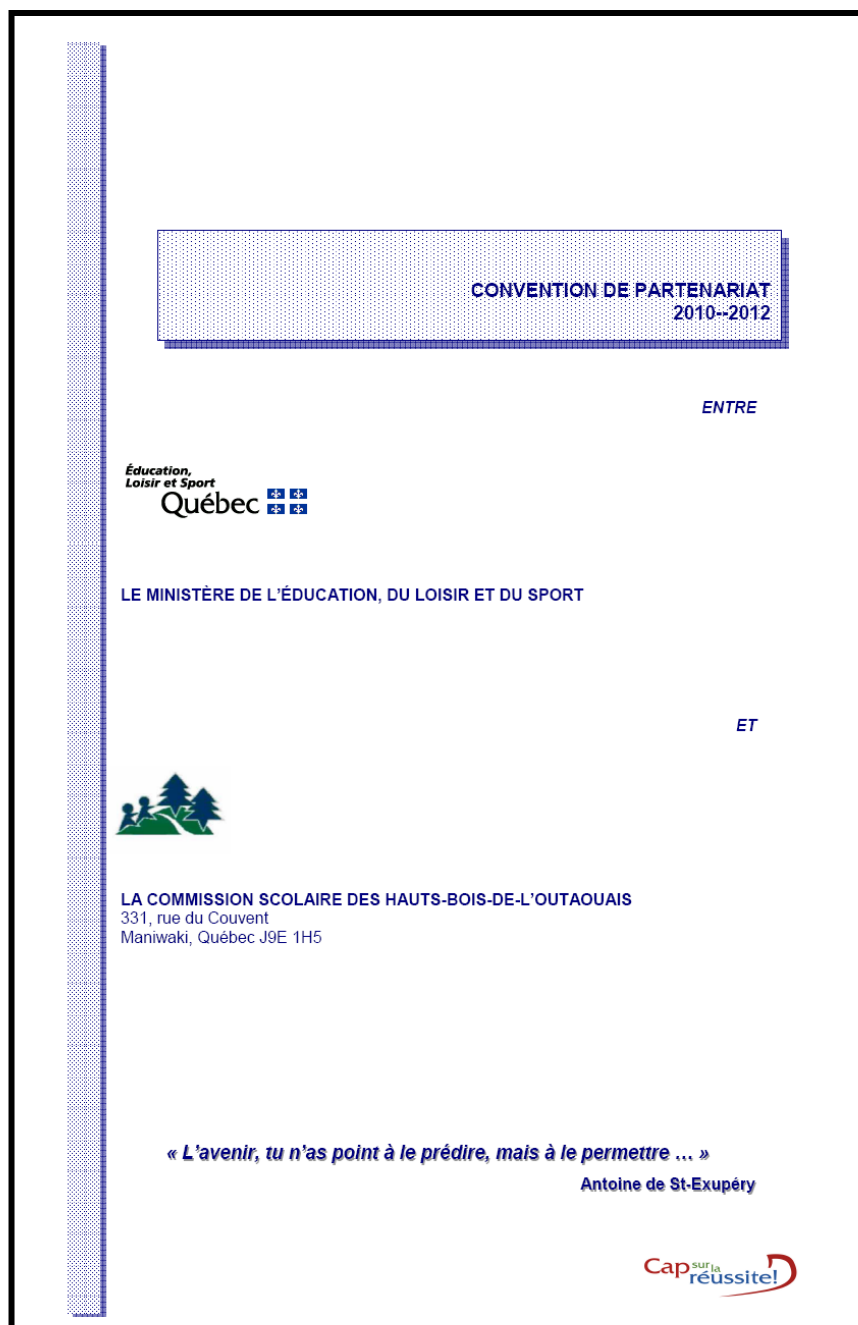 CONVENTION DE PARTENARIAT
2010--2012
ENTRE
Éducation,
Loisir et Sport
Québec
LE MINISTÈRE DE L'ÉDUCATION, DU LOISIR ET DU SPORT
ET
LA COMMISSION SCOLAIRE DES HAUTS-BOIS-DE-L'OUTAOUAIS
331, rue du Couvent
Maniwaki, Québec J9E 1H5
« L'avenir, tu n'as point à le prédire, mais à le permettre ... »
Antoine de St-Exupéry
Cap sur la
réussite!